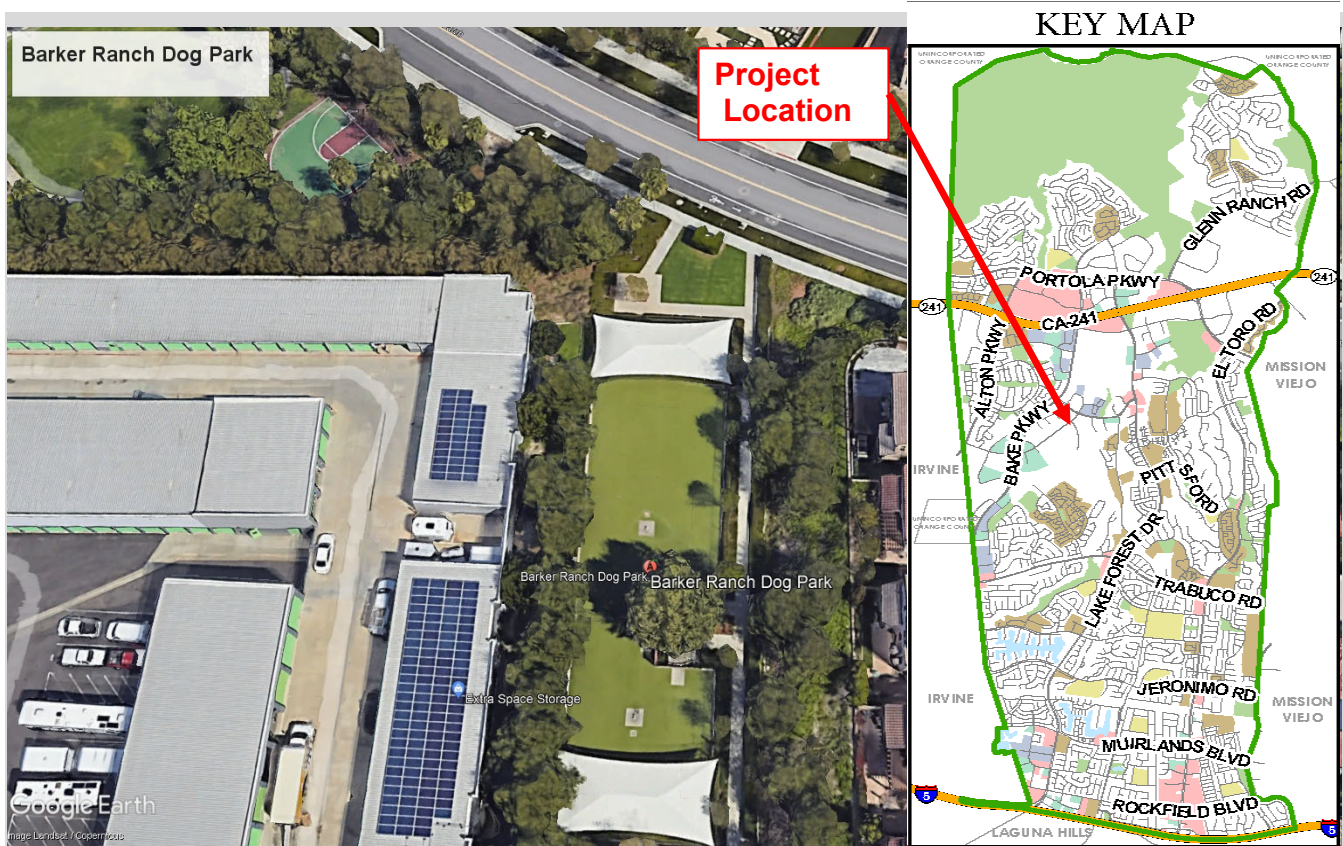 Barker Ranch Dog Park
Project
Location
Barker Ranch Dog Park
Barker Ranch Dog Park
Extra Space Storage
Google Earth
mage Landsat / Copernicus
KEY MAP
UNINCORPORATED
ORANGE COUNTY
UNINCORPORATED
ORANGE COUNTY
GLENN RANCH RD
PORTOLA PKWY
241
241
CA-241
ALTON PKWY
EL TORO RD
MISSION
VIEJO
BAKE PKWY
IRVINE
PITTSFORD
UNINCORPORATED
ORANGE COUNTY
LAKE FOREST DR
TRABUCO RD
IRVINE
JERONIMO RD
MISSION
VIEJO
MUIRLANDS BLVD
5
ROCKFIELD BLVD
LAGUNA HILLS
5